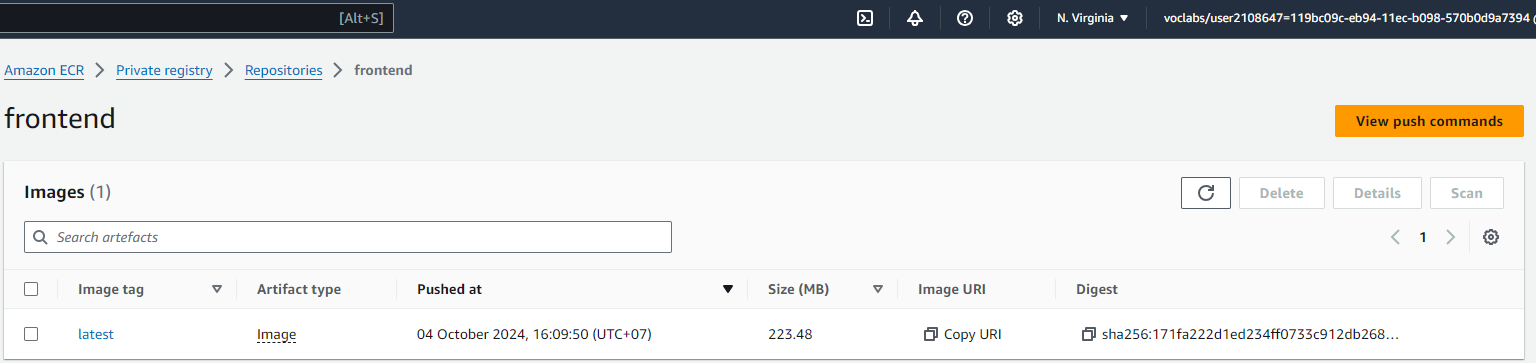 [Alt+S] N. Virginia voclabs/user2108647=119bc09c-eb94-11ec-b098-570b0d9a7394 @
Amazon ECR Private registry Repositories frontend
frontend
View push commands
Images (1)
Delete Details Scan
Search artefacts
1
Image tag Artifact type Pushed at Size (MB) Image URI Digest
latest Image 04 October 2024, 16:09:50 (UTC+07) 223.48 Copy URI sha256:171fa222d1ed234ff0733c912db268...